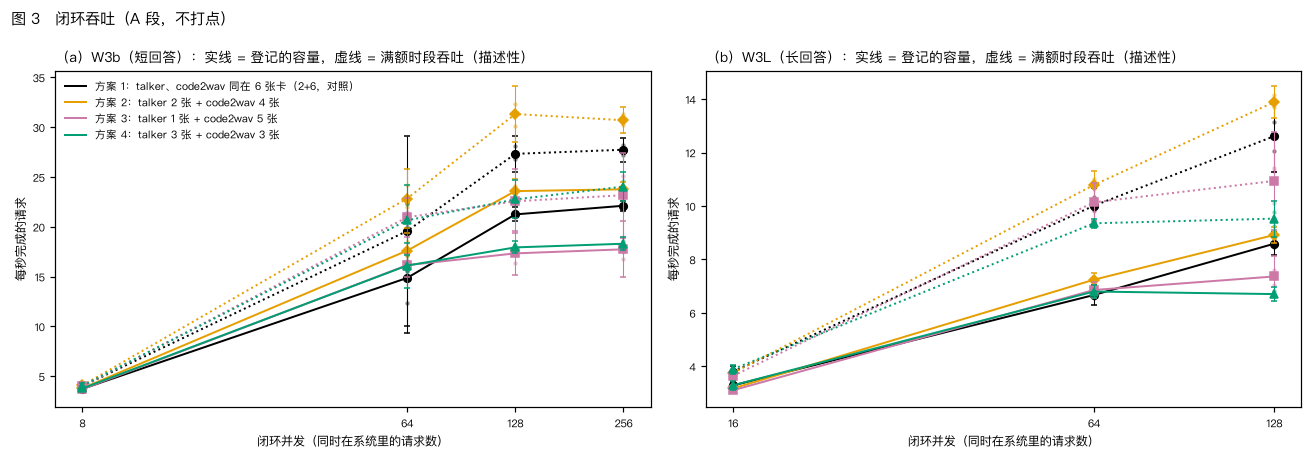 图 3 闭环吞吐（A 段，不打点）
（a）W3b（短回答）：实线 = 登记的容量，虚线 = 满额时段吞吐（描述性）
35
30
25
20
15
10
5
每秒完成的请求
方案 1：talker、code2wav 同在 6 张卡（2+6，对照）
方案 2：talker 2 张 + code2wav 4 张
方案 3：talker 1 张 + code2wav 5 张
方案 4：talker 3 张 + code2wav 3 张
8
64
128
256
闭环并发（同时在系统里的请求数）
（b）W3L（长回答）：实线 = 登记的容量，虚线 = 满额时段吞吐（描述性）
14
12
10
8
6
4
每秒完成的请求
16
64
128
闭环并发（同时在系统里的请求数）